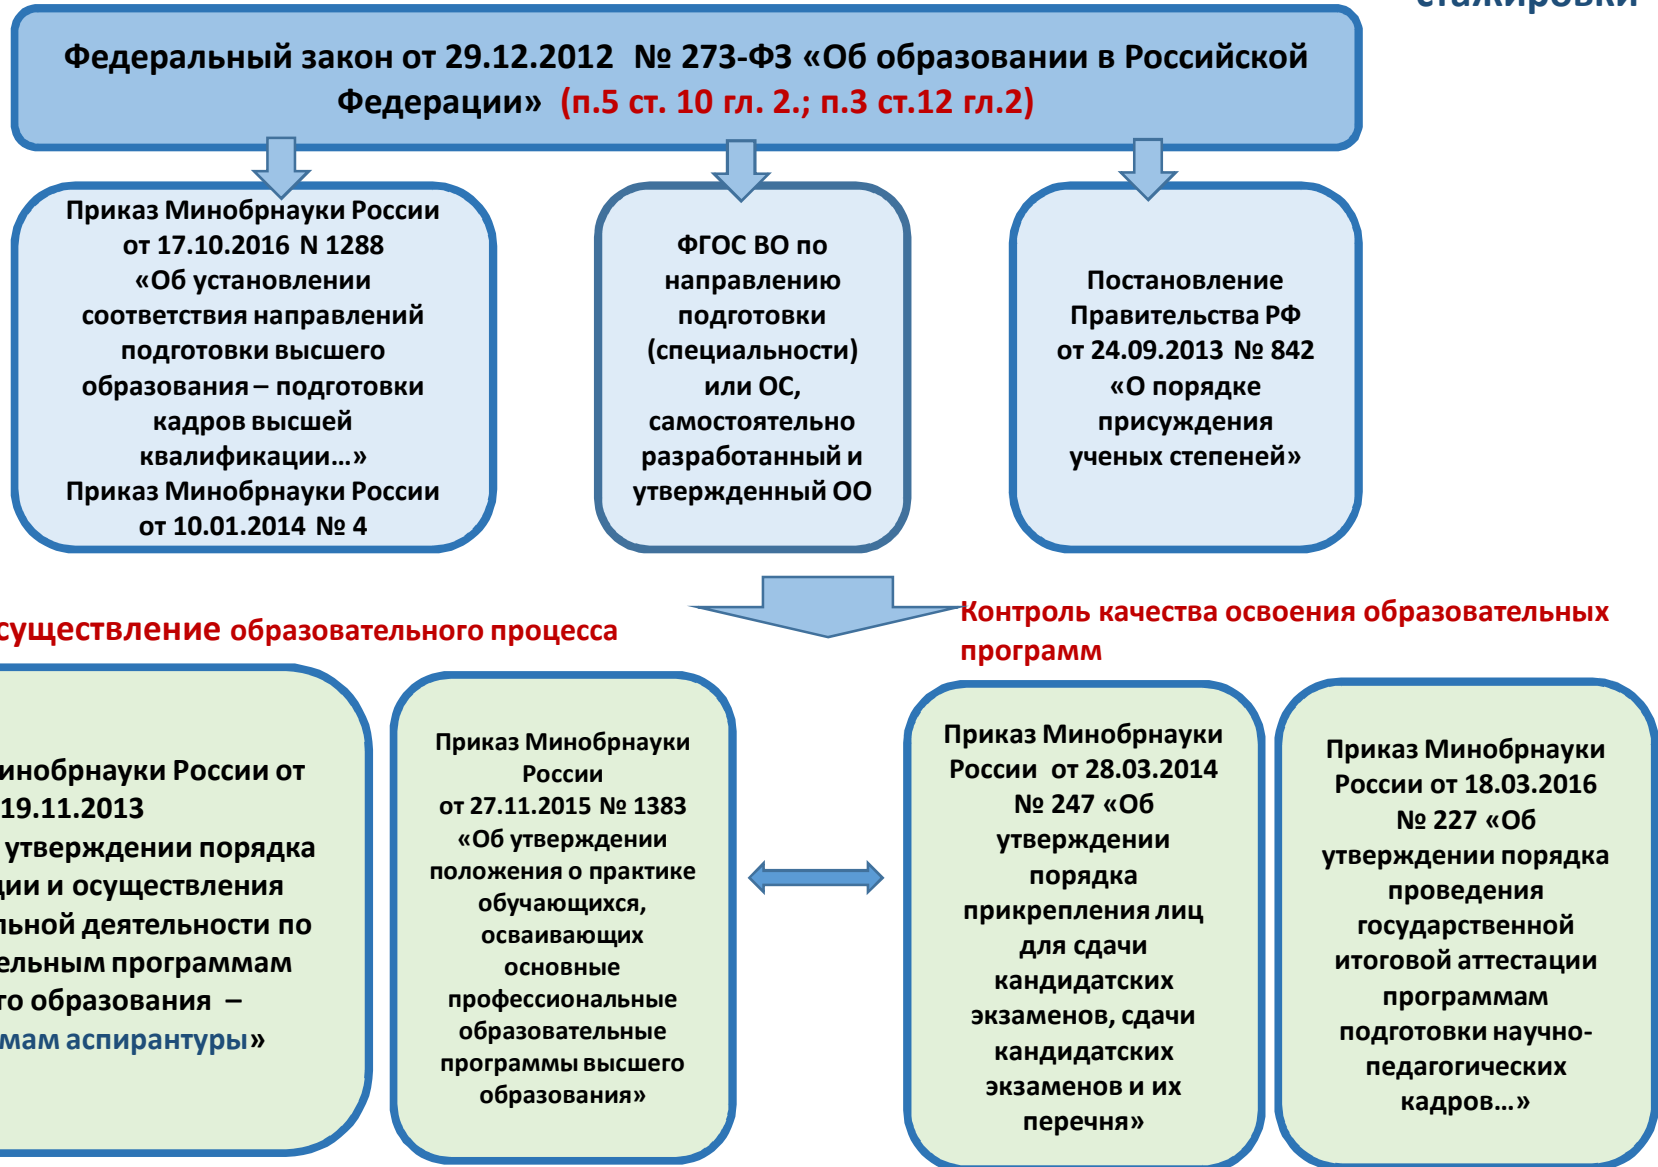 стажировки
Федеральный закон от 29.12.2012 № 273-ФЗ «Об образовании в Российской
Федерации» (п.5 ст. 10 гл. 2.; п.3 ст.12 гл.2)
Приказ Минобрнауки России
от 17.10.2016 N 1288
«Об установлении
соответствия направлений
подготовки высшего
образования – подготовки
кадров высшей
квалификации…»
Приказ Минобрнауки России
от 10.01.2014 № 4
ФГОС ВО по
направлению
подготовки
(специальности)
или ОС,
самостоятельно
разработанный и
утвержденный ОО
Постановление
Правительства РФ
от 24.09.2013 № 842
«О порядке
присуждения
ученых степеней»
существление образовательного процесса
Контроль качества освоения образовательных
программ
инобрнауки России от
19.11.2013
утверждении порядка
ции и осуществления
льной деятельности по
ельным программам
го образования –
мам аспирантуры»
Приказ Минобрнауки
России
от 27.11.2015 № 1383
«Об утверждении
положения о практике
обучающихся,
осваивающих
основные
профессиональные
образовательные
программы высшего
образования»
Приказ Минобрнауки
России от 28.03.2014
№ 247 «Об
утверждении
порядка
прикрепления лиц
для сдачи
кандидатских
экзаменов, сдачи
кандидатских
экзаменов и их
перечня»
Приказ Минобрнауки
России от 18.03.2016
№ 227 «Об
утверждении порядка
проведения
государственной
итоговой аттестации
программам
подготовки научно-
педагогических
кадров…»